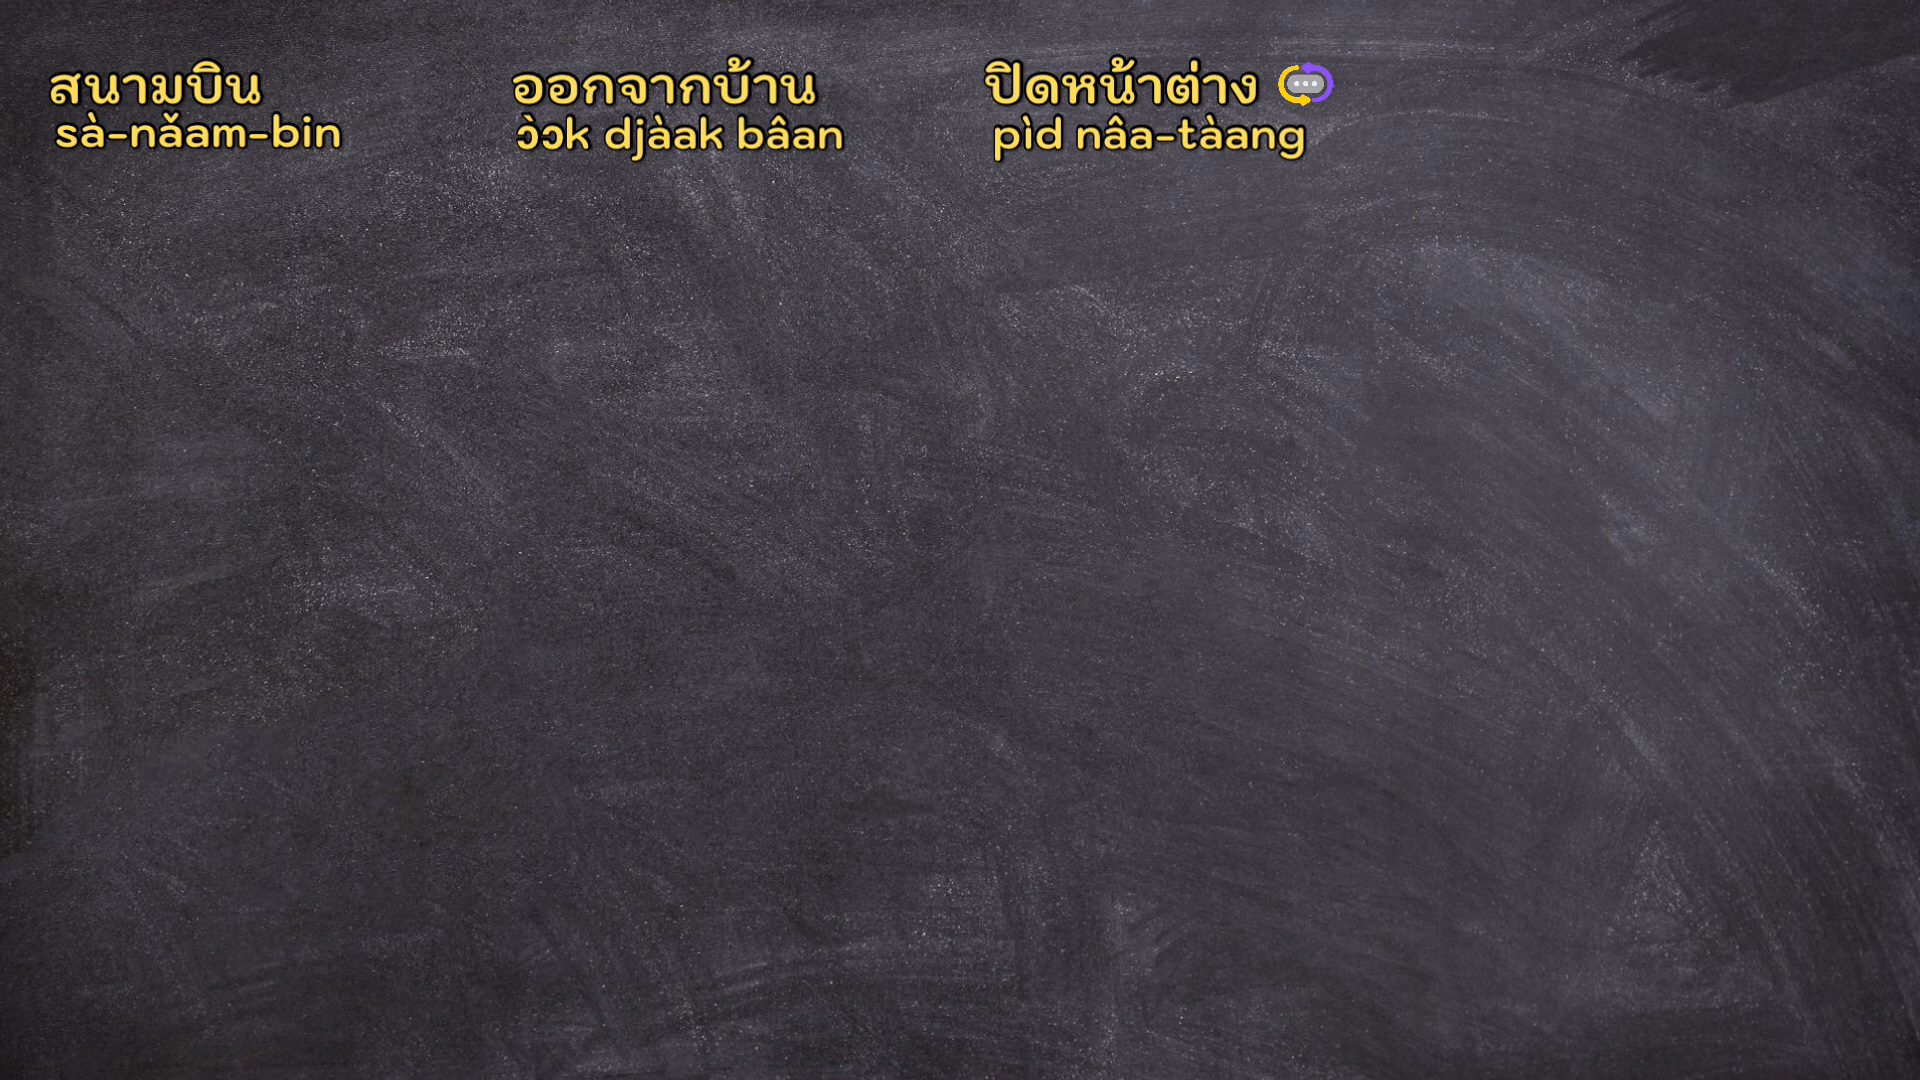 สนามบิน
sà-nǎam-bin
ออกจากบ้าน
ɔ̀ɔk djàak bâan
ปิดหน้าต่าง
pìd nâa-tàang